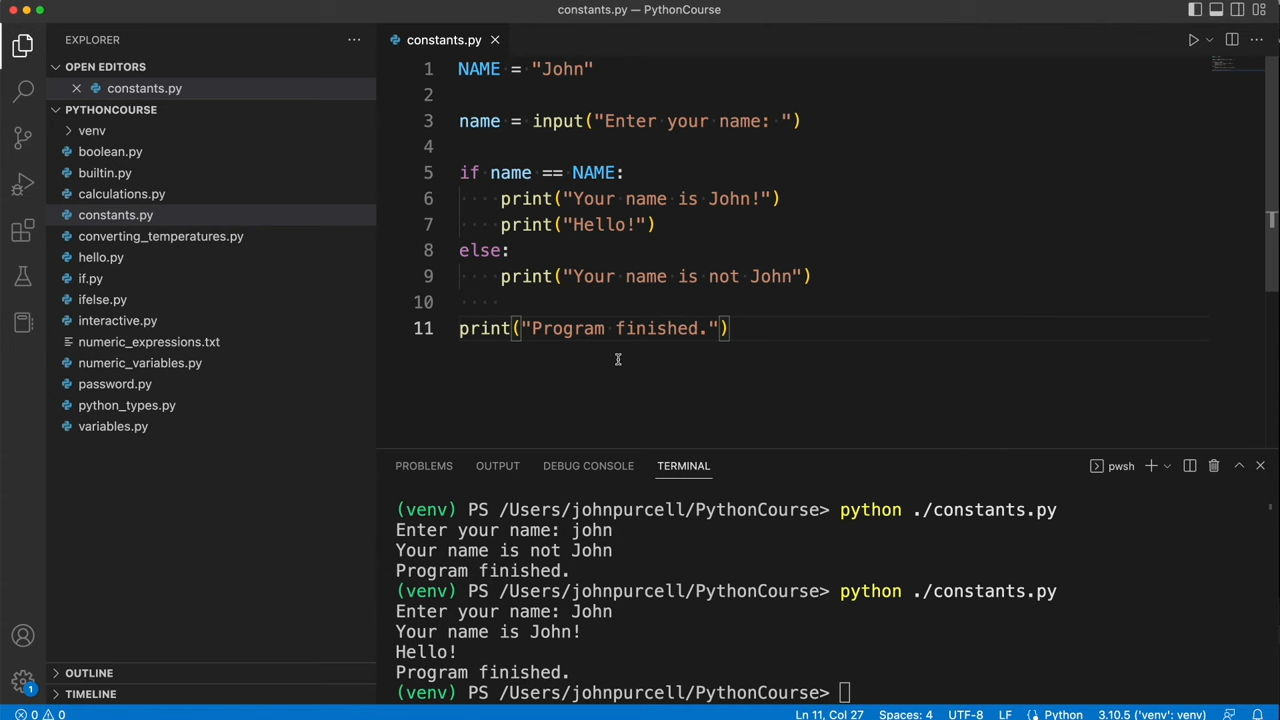 constants.py — PythonCourse
EXPLORER
OPEN EDITORS
constants.py
PYTHONCOURSE
venv
boolean.py
builtin.py
calculations.py
constants.py
converting_temperatures.py
hello.py
if.py
ifelse.py
interactive.py
numeric_expressions.txt
numeric_variables.py
password.py
python_types.py
variables.py
OUTLINE
TIMELINE
constants.py
1 NAME = "John"
2
3 name = input("Enter your name: ")
4
5 if name == NAME:
6 print("Your name is John!")
7 print("Hello!")
8 else:
9 print("Your name is not John")
10
11 print("Program finished.")
PROBLEMS OUTPUT DEBUG CONSOLE TERMINAL
pwsh
(venv) PS /Users/johnpurcell/PythonCourse> python ./constants.py
Enter your name: john
Your name is not John
Program finished.
(venv) PS /Users/johnpurcell/PythonCourse> python ./constants.py
Enter your name: John
Your name is John!
Hello!
Program finished.
(venv) PS /Users/johnpurcell/PythonCourse>
1
0 0 Ln 11, Col 27 Spaces: 4 UTF-8 LF Python 3.10.5 ('venv': venv)